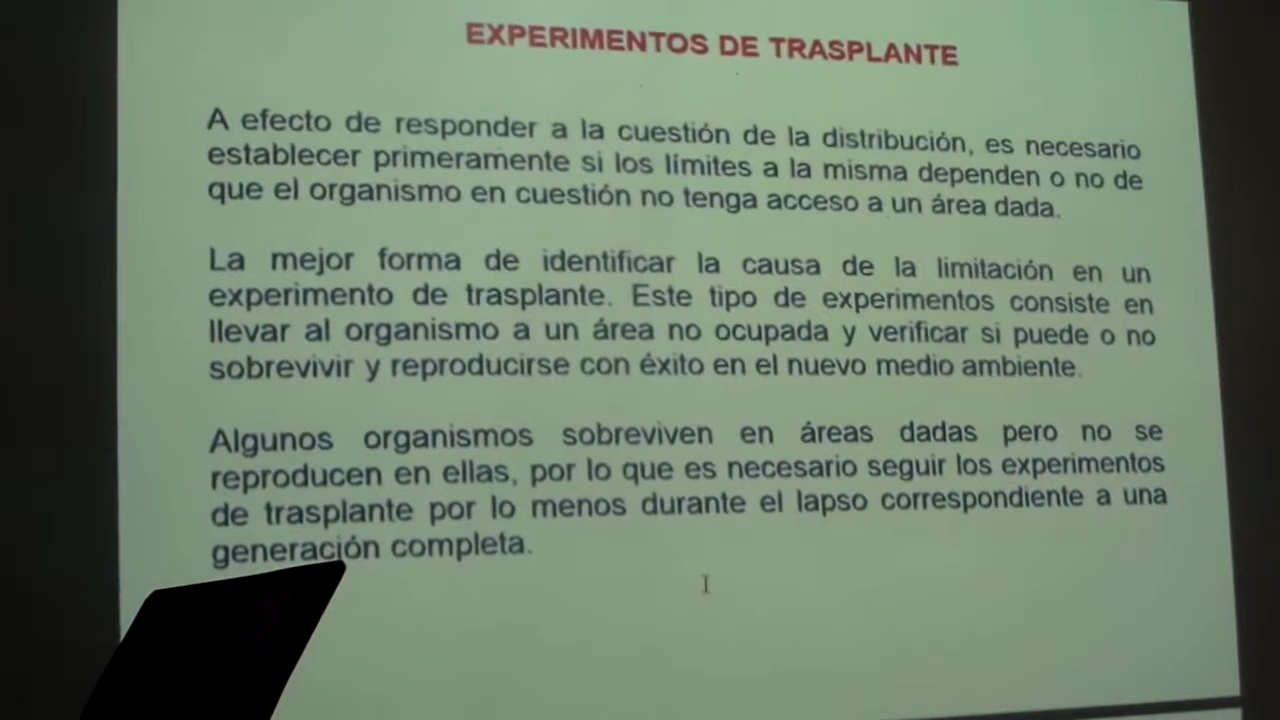 EXPERIMENTOS DE TRASPLANTE
A efecto de responder a la cuestión de la distribución, es necesario
establecer primeramente si los límites a la misma dependen o no de
que el organismo en cuestión no tenga acceso a un área dada.
La mejor forma de identificar la causa de la limitación en un
experimento de trasplante. Este tipo de experimentos consiste en
llevar al organismo a un área no ocupada y verificar si puede o no
sobrevivir y reproducirse con éxito en el nuevo medio ambiente.
Algunos organismos sobreviven en áreas dadas pero no se
reproducen en ellas, por lo que es necesario seguir los experimentos
de trasplante por lo menos durante el lapso correspondiente a una
generación completa.